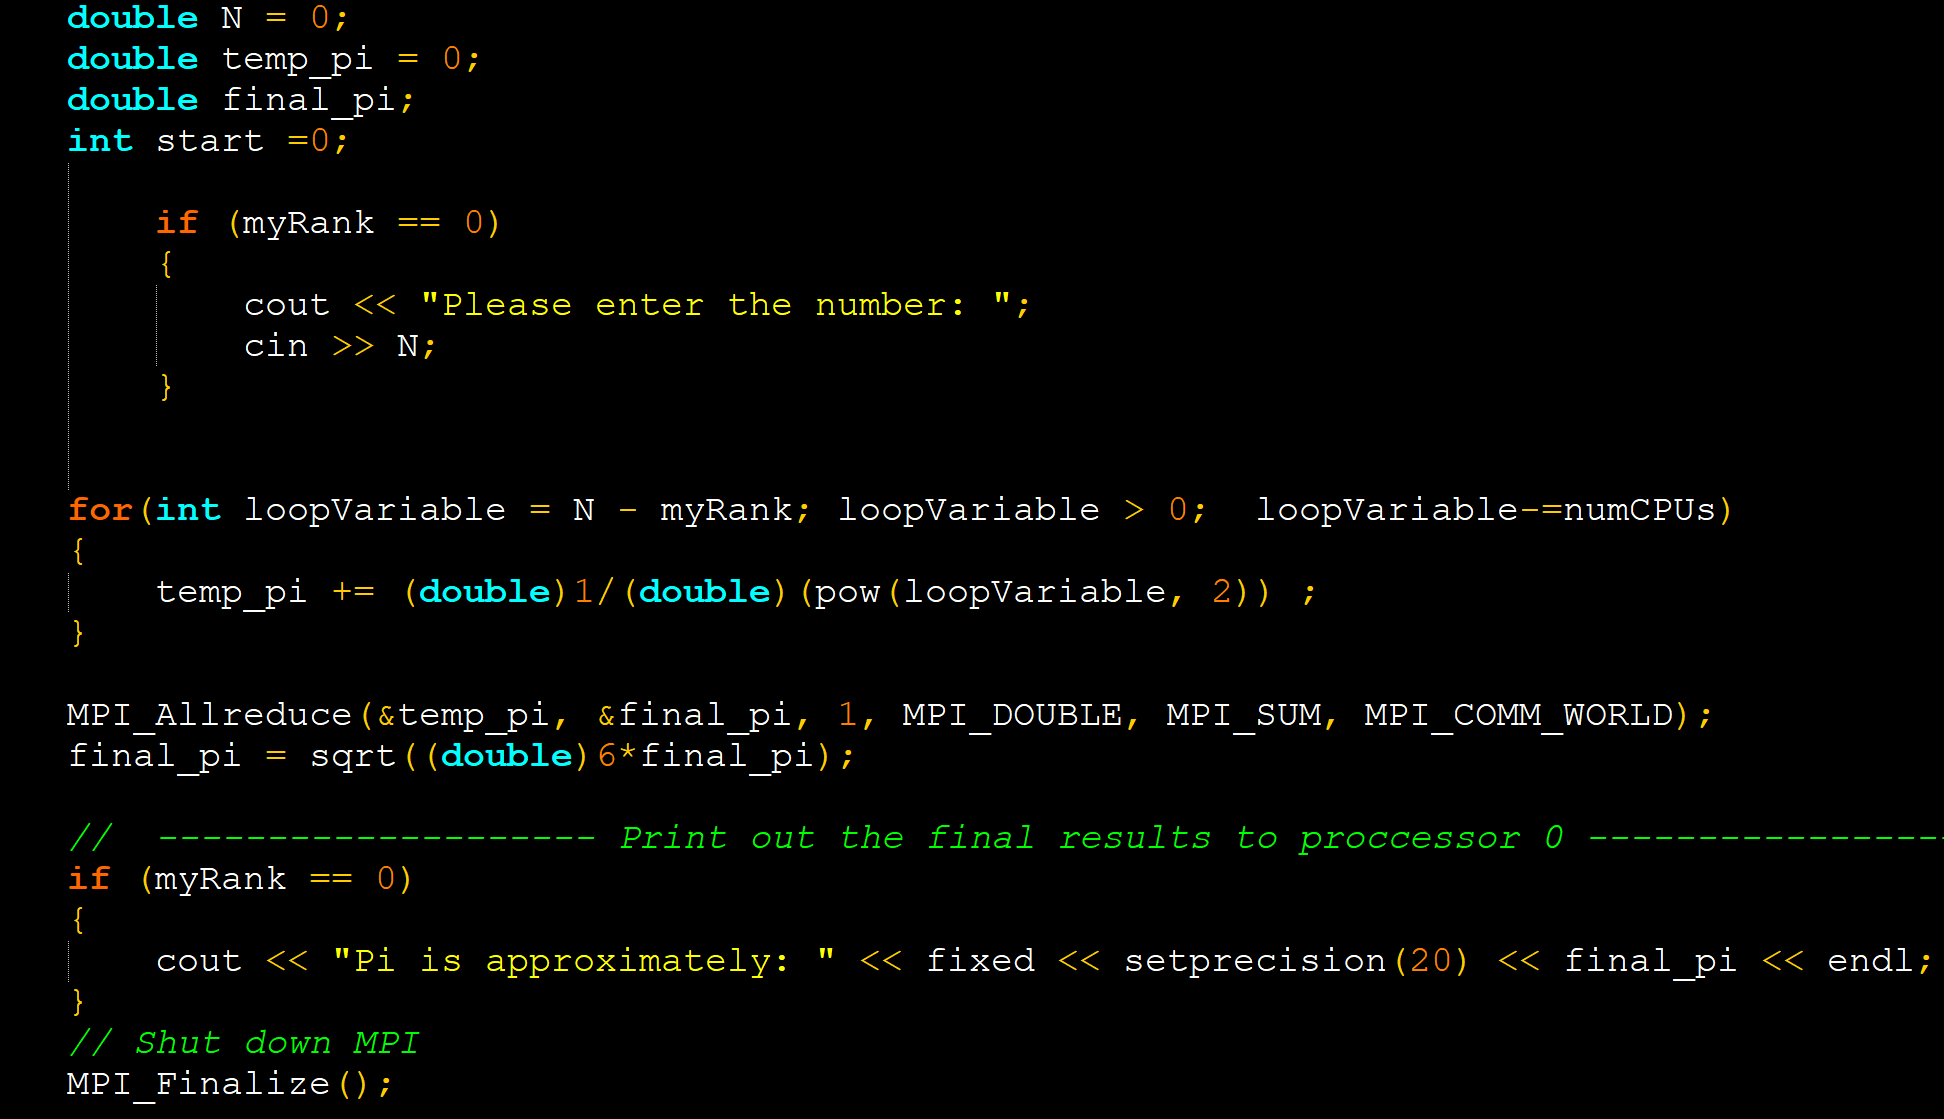 double N = 0;
double temp_pi = 0;
double final_pi;
int start =0;
if (myRank == 0)
{
cout << "Please enter the number: ";
cin >> N;
}
for(int loopVariable = N - myRank; loopVariable > 0;  loopVariable-=numCPUs)
{
temp_pi += (double)1/(double)(pow(loopVariable, 2)) ;
}
MPI_Allreduce(&temp_pi, &final_pi, 1, MPI_DOUBLE, MPI_SUM, MPI_COMM_WORLD);
final_pi = sqrt((double)6*final_pi);
//  -------------------- Print out the final results to proccessor 0 ----------------
if (myRank == 0)
{
cout << "Pi is approximately: " << fixed << setprecision(20) << final_pi << endl;
}
// Shut down MPI
MPI_Finalize();